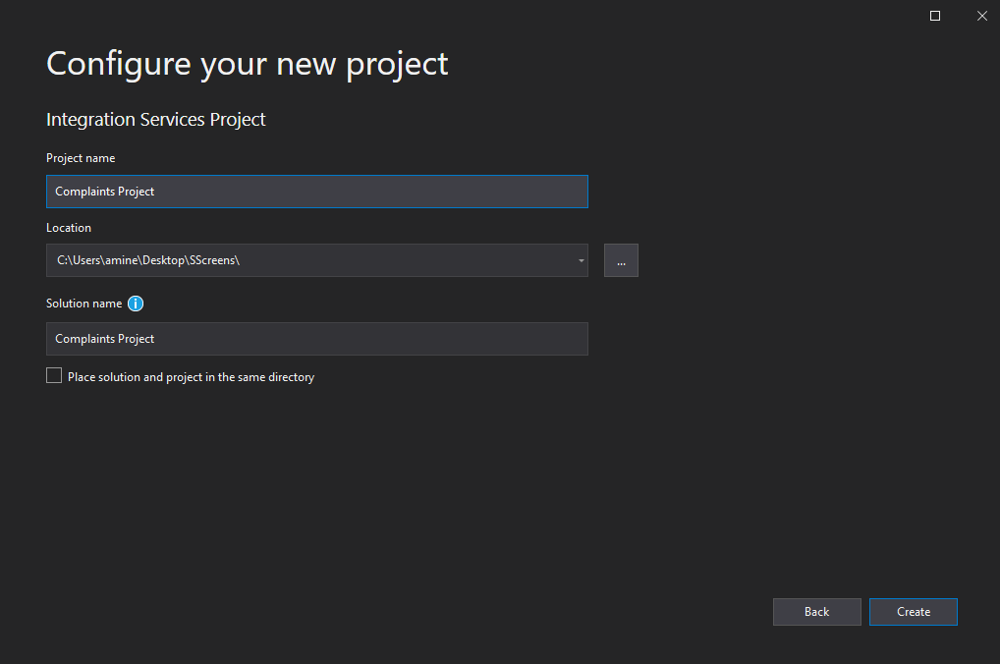 Configure your new project
Integration Services Project
Project name
Complaints Project
Location
C:\Users\amine\Desktop\SScreens\
...
Solution name
Complaints Project
Place solution and project in the same directory
Back
Create